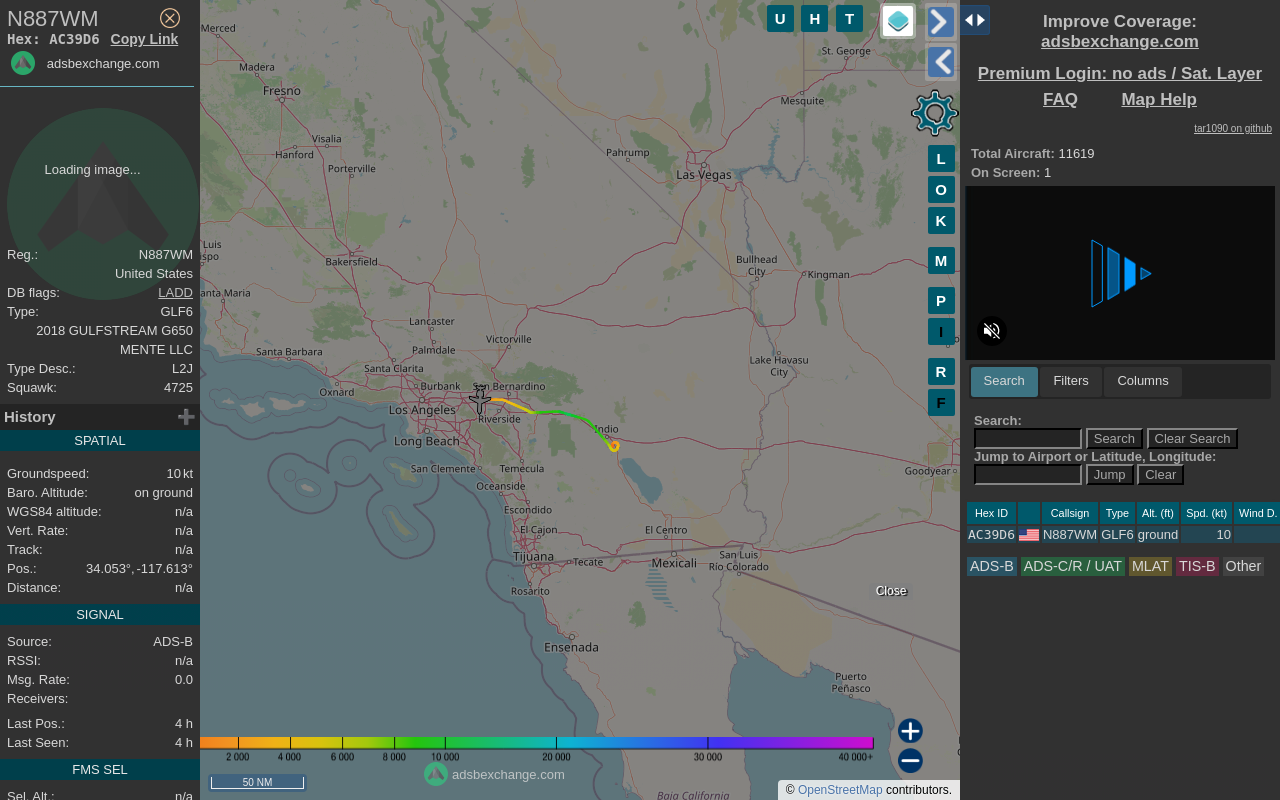 N887WM
Hex: AC39D6 Copy Link
adsbexchange.com
Loading image...
Reg.: N887WM
United States
DB flags: LADD
Type: GLF6
2018 GULFSTREAM G650
MENTE LLC
Type Desc.: L2J
Squawk: 4725
History
SPATIAL
Groundspeed: 10 kt
Baro. Altitude: on ground
WGS84 altitude: n/a
Vert. Rate: n/a
Track: n/a
Pos.: 34.053°, -117.613°
Distance: n/a
SIGNAL
Source: ADS-B
RSSI: n/a
Msg. Rate: 0.0
Receivers:
Last Pos.: 4 h
Last Seen: 4 h
FMS SEL
Sel. Alt.: n/a
U H T
Merced
Madera
Fresno
Visalia
Hanford
Porterville
St. George
Mesquite
Pahrump
Las Vegas
Luis
ispo
Bakersfield
Bullhead
City
Kingman
anta Maria
Lancaster
Palmdale
Victorville
Santa Barbara
Santa Clarita
Lake Havasu
City
Oxnard
Burbank
San Bernardino
Los Angeles
Riverside
Long Beach
Indio
San Clemente
Temecula
Goodyear
Oceanside
Escondido
El Cajon
El Centro
Tijuana
Tecate
Mexicali
San Luis
Río Colorado
Rosarito
Ensenada
Puerto
Peñasco
Baja California
L
O
K
M
P
I
R
F
Close
2 000 4 000 6 000 8 000 10 000 20 000 30 000 40 000+
50 NM
adsbexchange.com
© OpenStreetMap contributors.
Improve Coverage:
adsbexchange.com
Premium Login: no ads / Sat. Layer
FAQ Map Help
tar1090 on github
Total Aircraft: 11619
On Screen: 1
Search Filters Columns
Search:
Search Clear Search
Jump to Airport or Latitude, Longitude:
Jump Clear
Hex ID Callsign Type Alt. (ft) Spd. (kt) Wind D.
AC39D6 N887WM GLF6 ground 10
ADS-B ADS-C/R / UAT MLAT TIS-B Other